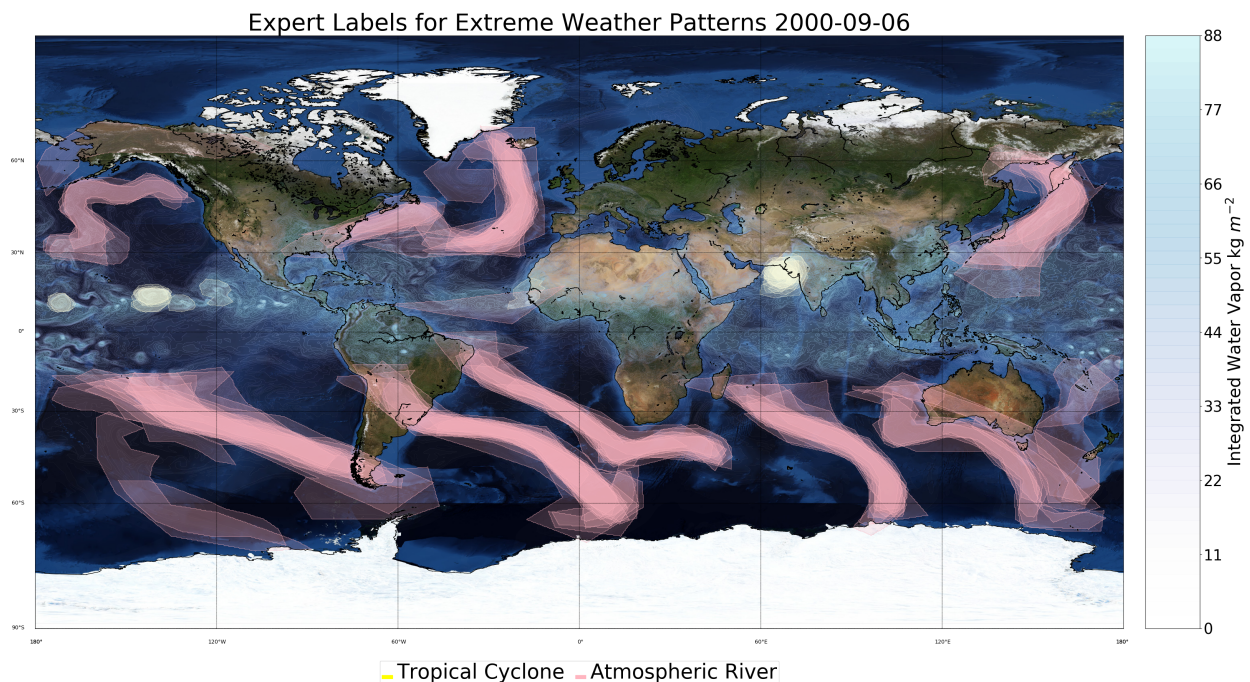 Expert Labels for Extreme Weather Patterns 2000-09-06
88
77
66
55
44
33
22
11
0
Integrated Water Vapor kg m⁻²
60°N
30°N
0°
30°S
60°S
90°S
180° 120°W 60°W 0° 60°E 120°E 180°
Tropical Cyclone Atmospheric River